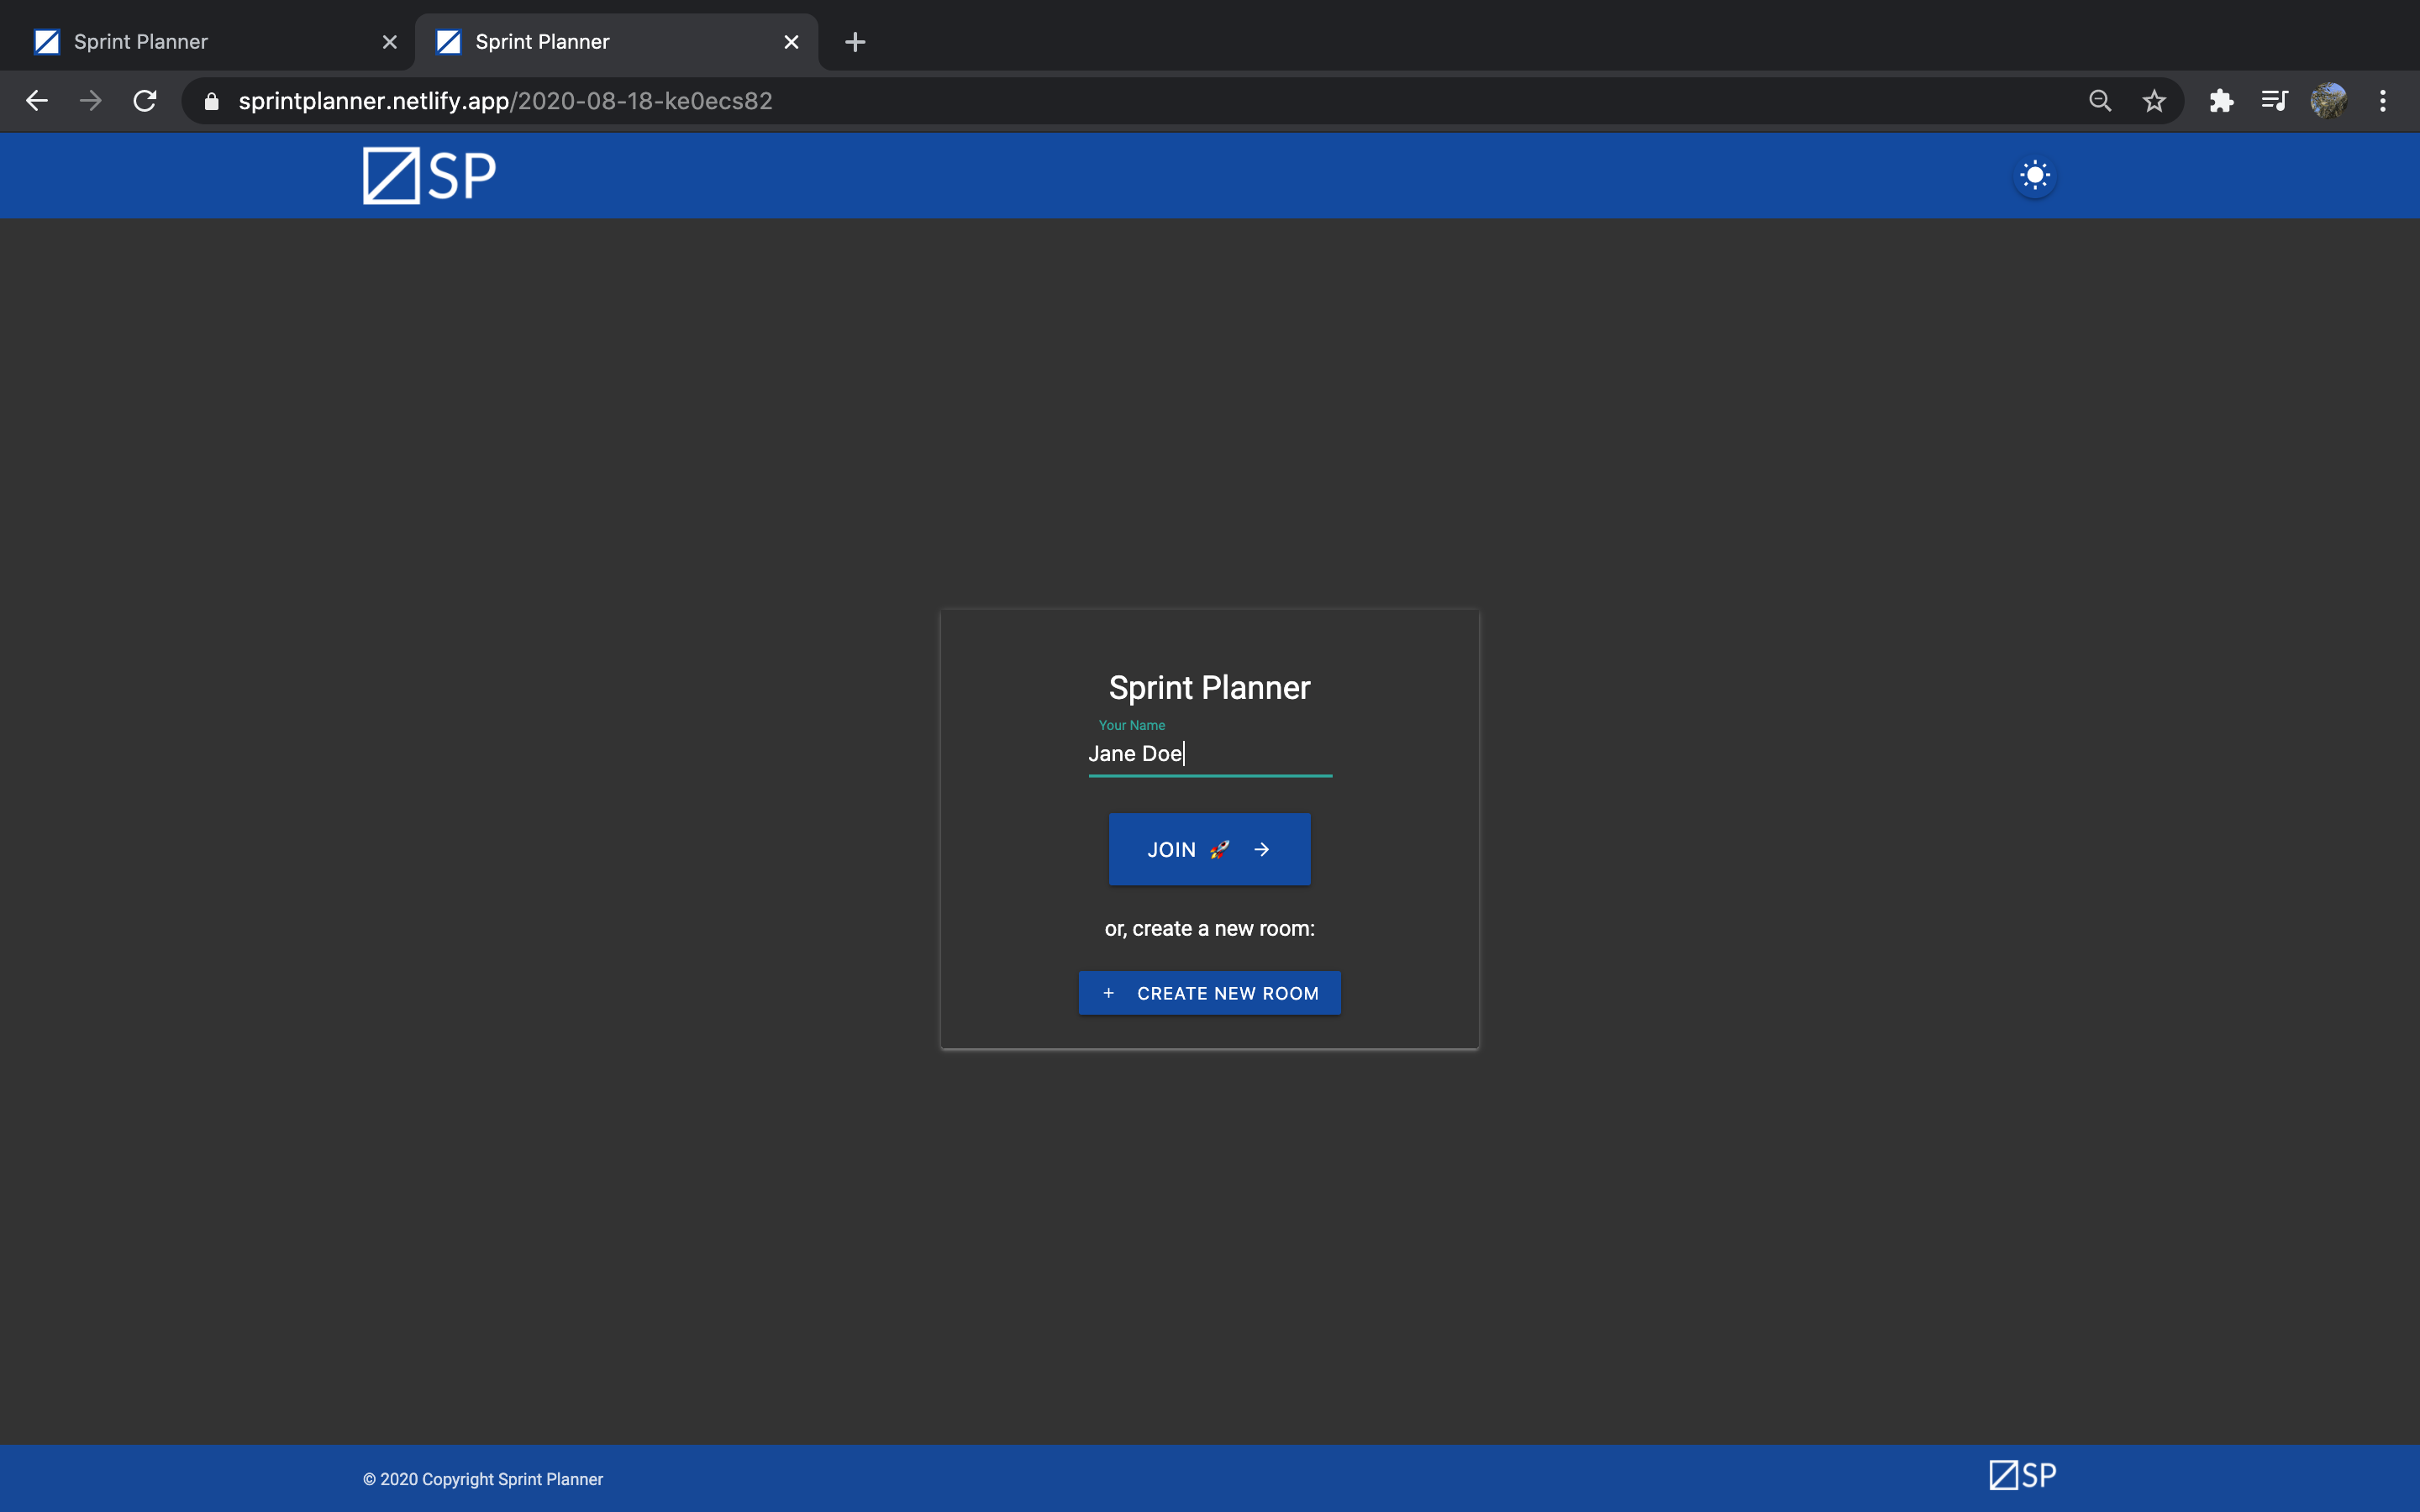 Sprint Planner
Sprint Planner
sprintplanner.netlify.app/2020-08-18-ke0ecs82
SP
Sprint Planner
Your Name
Jane Doe
JOIN 🚀 →
or, create a new room:
+ CREATE NEW ROOM
© 2020 Copyright Sprint Planner
SP